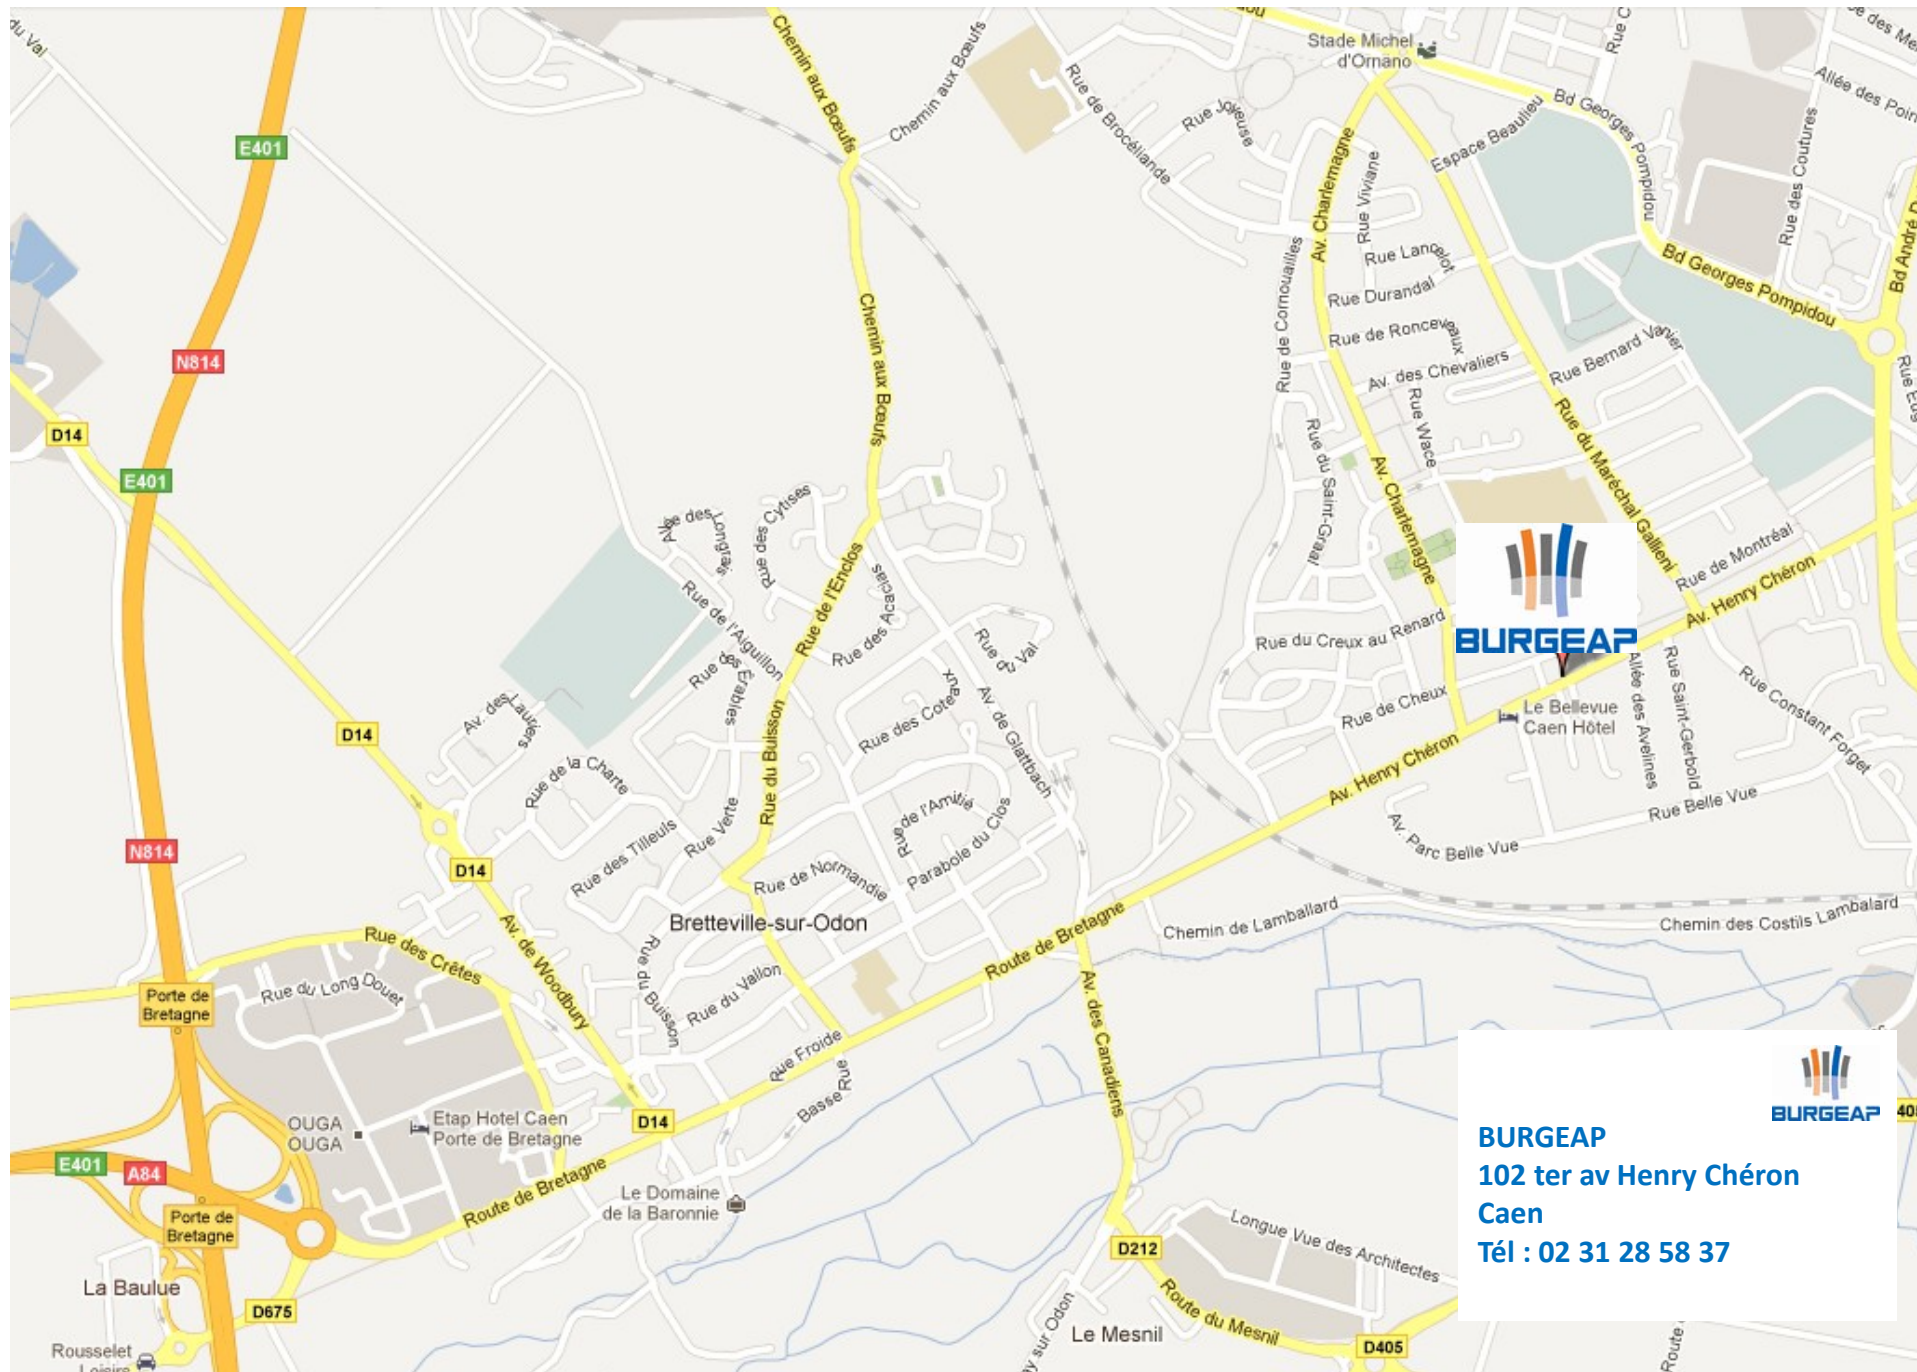 du Val
E401
N814
D14
E401
D14
N814
D14
Porte de
Bretagne
Rue du Long Douet
Rue des Crêtes
Av. de Woodbury
OUGA
OUGA
Etap Hotel Caen
Porte de Bretagne
E401
A84
Porte de
Bretagne
La Baulue
D675
Rousselet
Route de Bretagne
Le Domaine
de la Baronnie
D14
Rue Froide
Basse Rue
Chemin aux Bœufs
Chemin aux Bœufs
Chemin aux Bœufs
Allée des Longrais
Rue des Cytises
Rue de l'Enclos
Rue des Acacias
Rue de l'Aiguillon
Rue des Érables
Av. des Lauriers
Rue de la Charte
Rue des Tilleuls
Rue Verte
Rue du Buisson
Rue des Coteaux
Rue du Val
Av. de Glattbach
Rue de l'Amitié
Parabole du Clos
Rue de Normandie
Bretteville-sur-Odon
Rue du Buisson
Rue du Vallon
Route de Bretagne
Av. des Canadiens
Chemin de Lamballard
Chemin des Costils Lambalard
Stade Michel
d'Ornano
Rue de Brocéliande
Rue Joyeuse
Av. Charlemagne
Rue Viviane
Espace Beaulieu
Bd Georges Pompidou
Rue des Coutures
Rue Lancelot
Rue Durandal
Rue de Cornouailles
Rue de Ronceveaux
Av. des Chevaliers
Rue Bernard Vanier
Bd Georges Pompidou
Rue Wace
Rue du Saint-Graal
Av. Charlemagne
Rue du Maréchal Gallieni
Rue de Montréal
Av. Henry Chéron
BURGEAP
Rue du Creux au Renard
Rue de Cheux
Le Bellevue
Caen Hôtel
Allée des Avelines
Rue Saint-Gerbold
Rue Constant Forget
Rue Belle Vue
Av. Henry Chéron
Av. Parc Belle Vue
D212
Longue Vue des Architectes
Route du Mesnil
Le Mesnil
D405
BURGEAP
BURGEAP
102 ter av Henry Chéron
Caen
Tél : 02 31 28 58 37